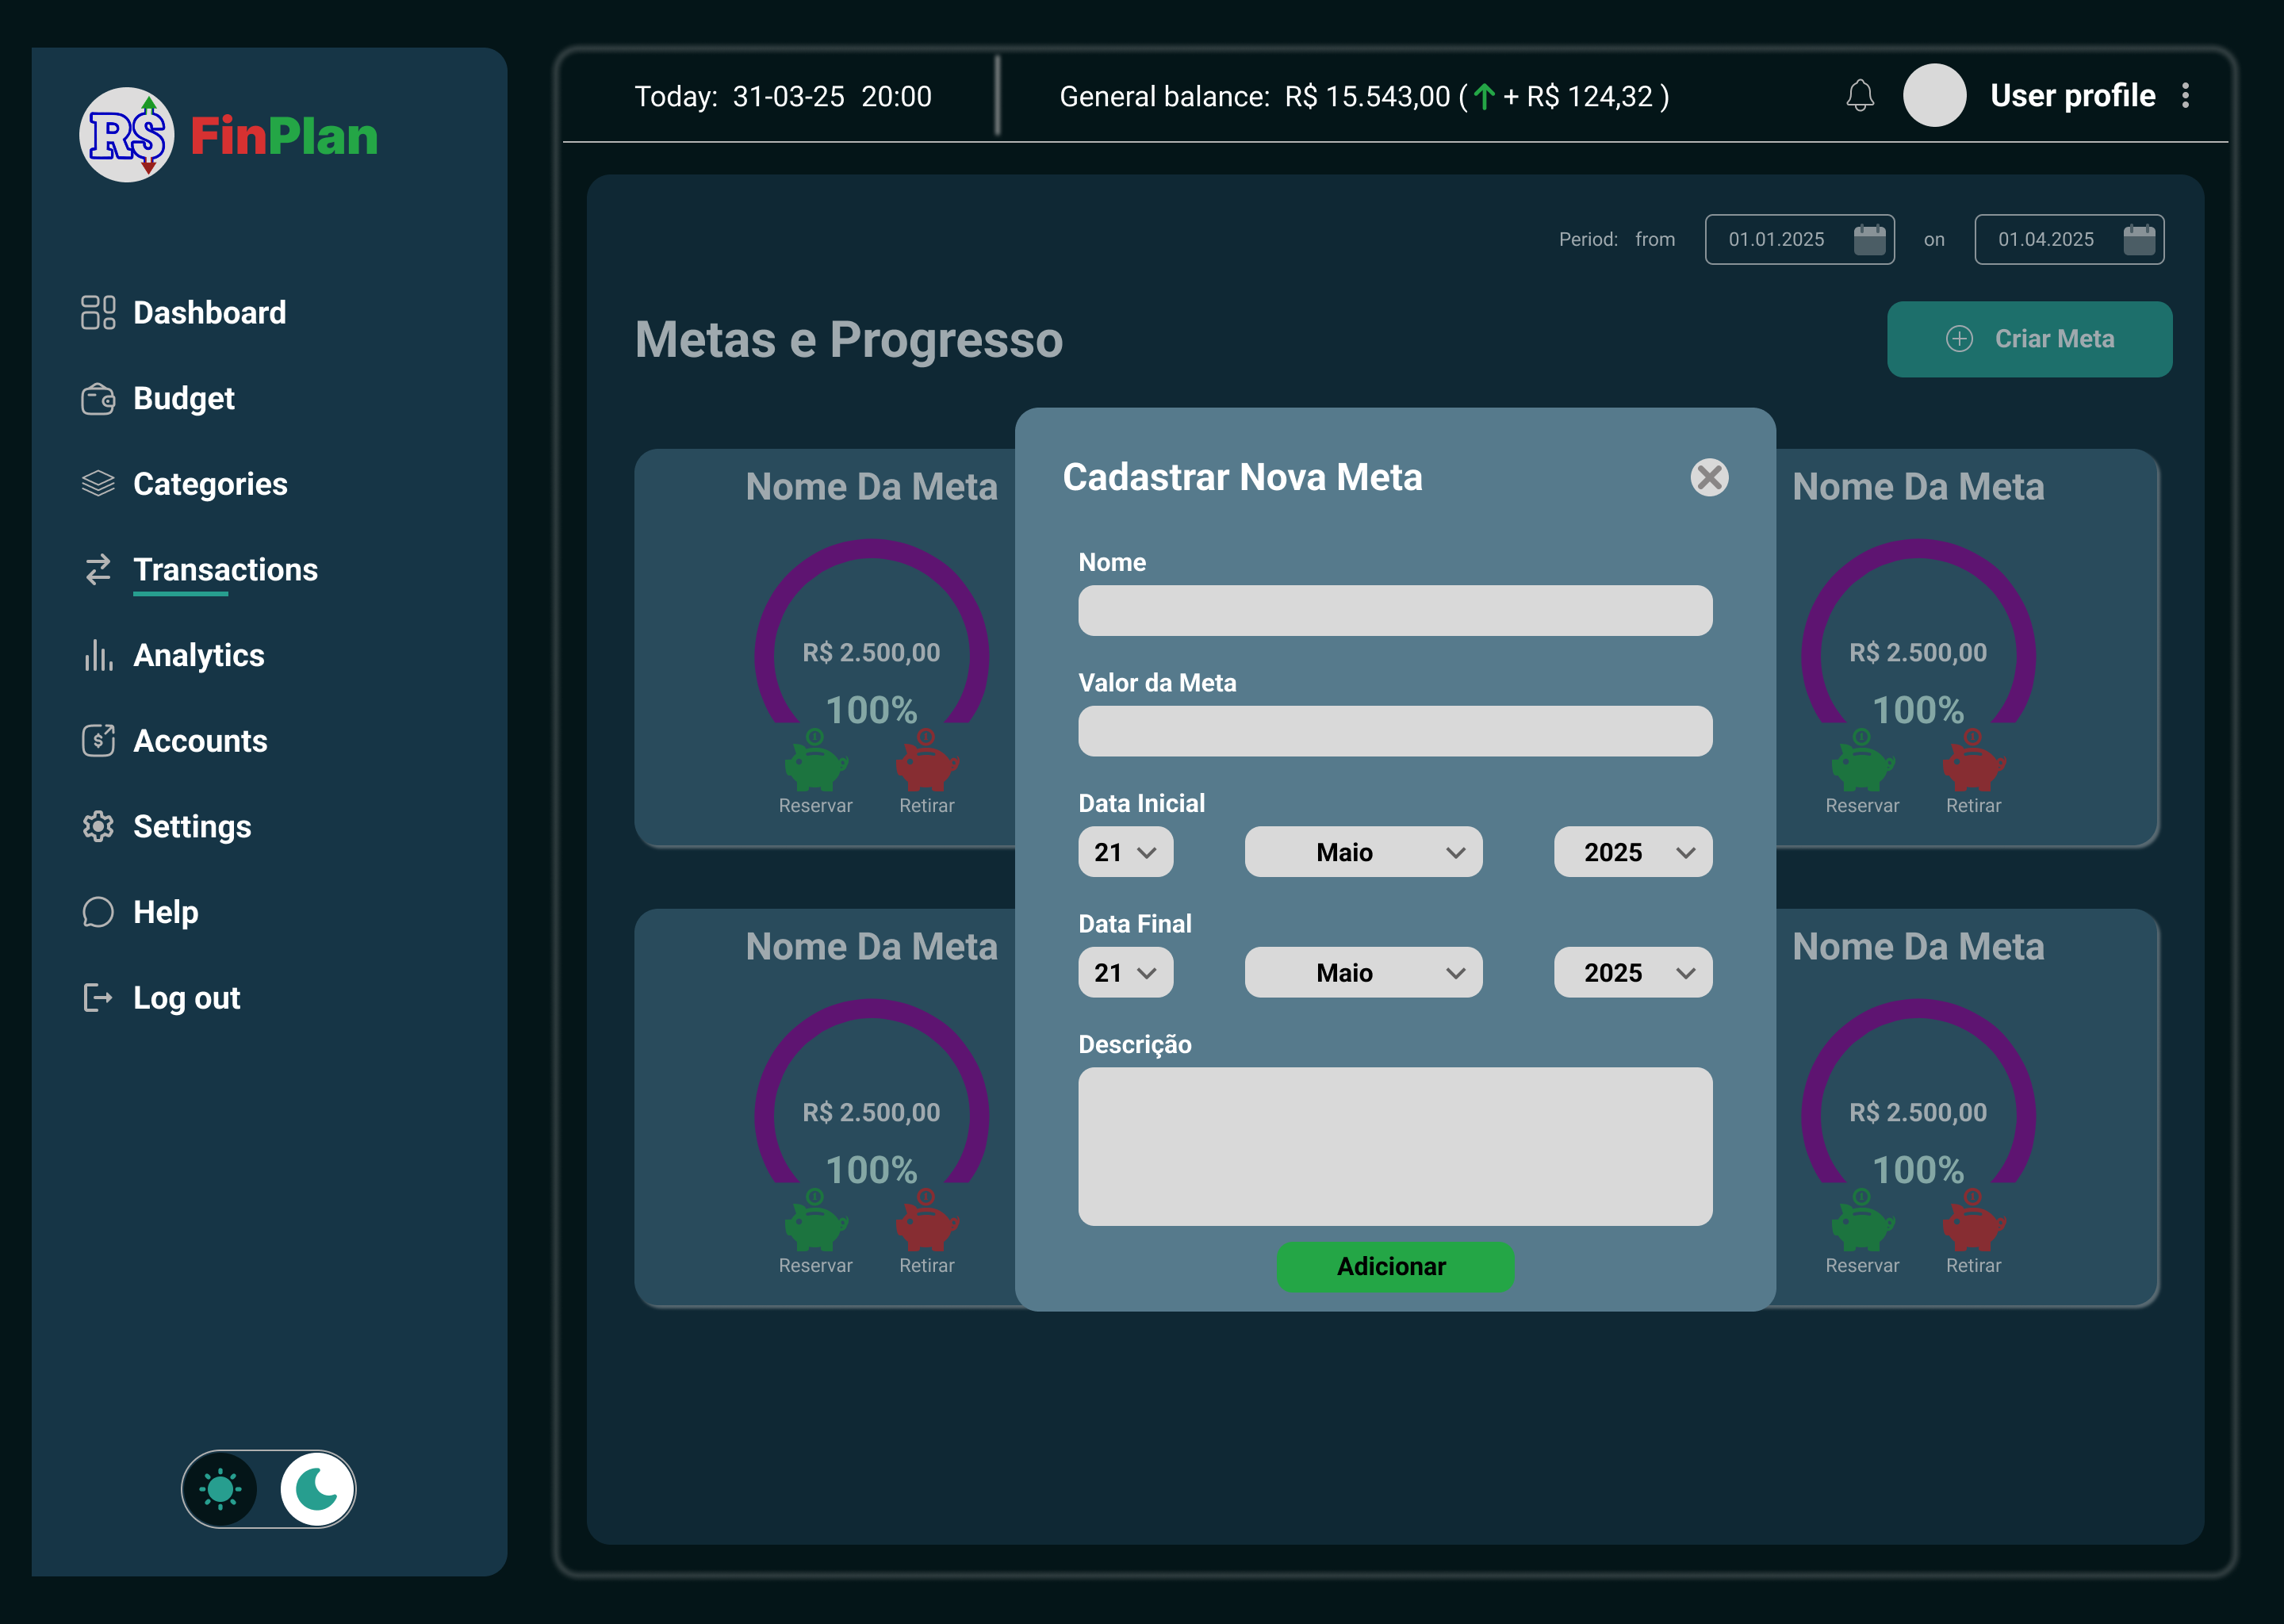 R$ FinPlan
Dashboard
Budget
Categories
Transactions
Analytics
Accounts
Settings
Help
Log out
Today: 31-03-25 20:00
General balance: R$ 15.543,00 ( + R$ 124,32 )
User profile
Period: from 01.01.2025 on 01.04.2025
Metas e Progresso
Criar Meta
Nome Da Meta
R$ 2.500,00
100%
Reservar Retirar
Nome Da Meta
R$ 2.500,00
100%
Reservar Retirar
Cadastrar Nova Meta
Nome
Valor da Meta
Data Inicial
21 Maio 2025
Data Final
21 Maio 2025
Descrição
Adicionar
Nome Da Meta
R$ 2.500,00
100%
Reservar Retirar
Nome Da Meta
R$ 2.500,00
100%
Reservar Retirar